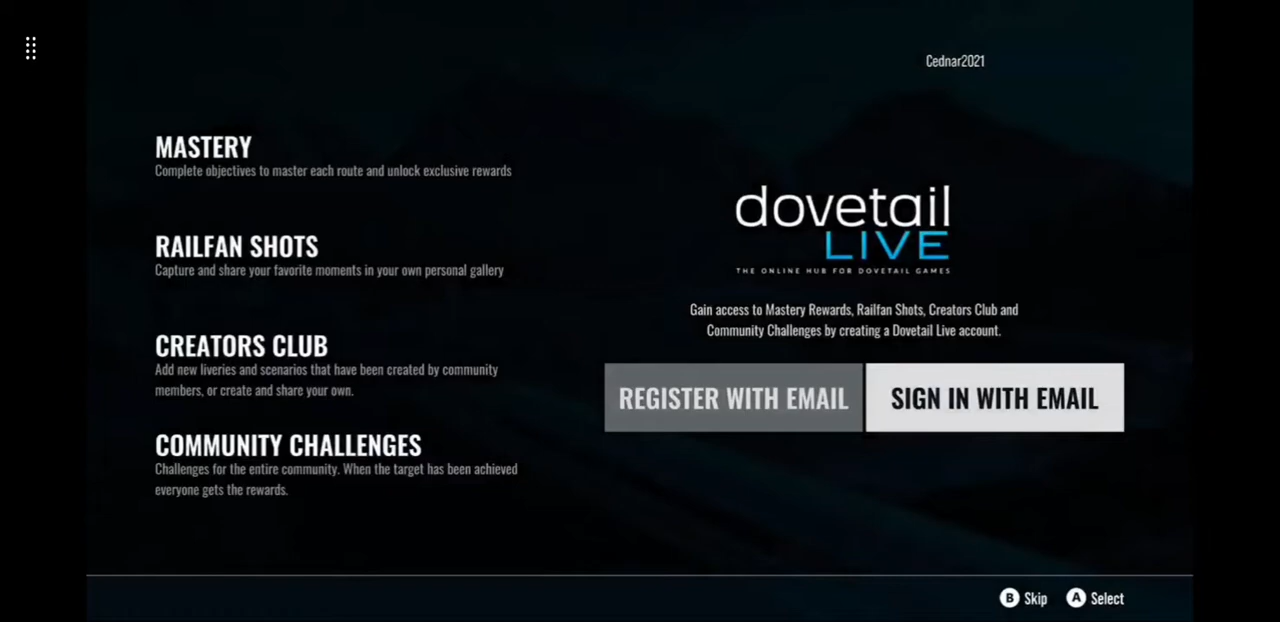 Cednar2021
MASTERY
Complete objectives to master each route and unlock exclusive rewards
RAILFAN SHOTS
Capture and share your favorite moments in your own personal gallery
CREATORS CLUB
Add new liveries and scenarios that have been created by community
members, or create and share your own.
COMMUNITY CHALLENGES
Challenges for the entire community. When the target has been achieved
everyone gets the rewards.
dovetail
LIVE
THE ONLINE HUB FOR DOVETAIL GAMES
Gain access to Mastery Rewards, Railfan Shots, Creators Club and
Community Challenges by creating a Dovetail Live account.
REGISTER WITH EMAIL
SIGN IN WITH EMAIL
B Skip A Select